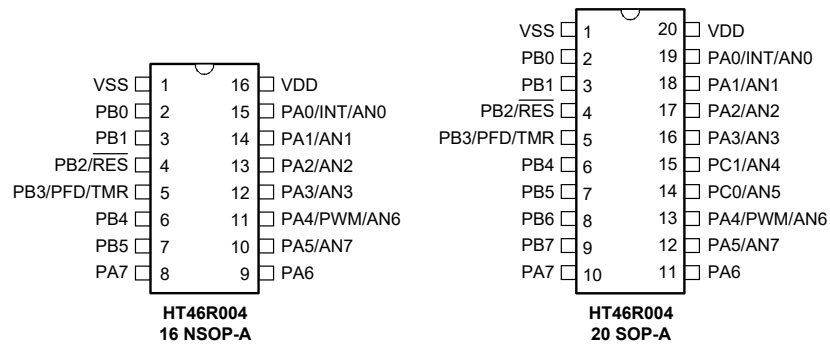 VSS 1 16 VDD
PB0 2 15 PA0/INT/AN0
PB1 3 14 PA1/AN1
PB2/RES 4 13 PA2/AN2
PB3/PFD/TMR 5 12 PA3/AN3
PB4 6 11 PA4/PWM/AN6
PB5 7 10 PA5/AN7
PA7 8 9 PA6
HT46R004
16 NSOP-A
VSS 1 20 VDD
PB0 2 19 PA0/INT/AN0
PB1 3 18 PA1/AN1
PB2/RES 4 17 PA2/AN2
PB3/PFD/TMR 5 16 PA3/AN3
PB4 6 15 PC1/AN4
PB5 7 14 PC0/AN5
PB6 8 13 PA4/PWM/AN6
PB7 9 12 PA5/AN7
PA7 10 11 PA6
HT46R004
20 SOP-A